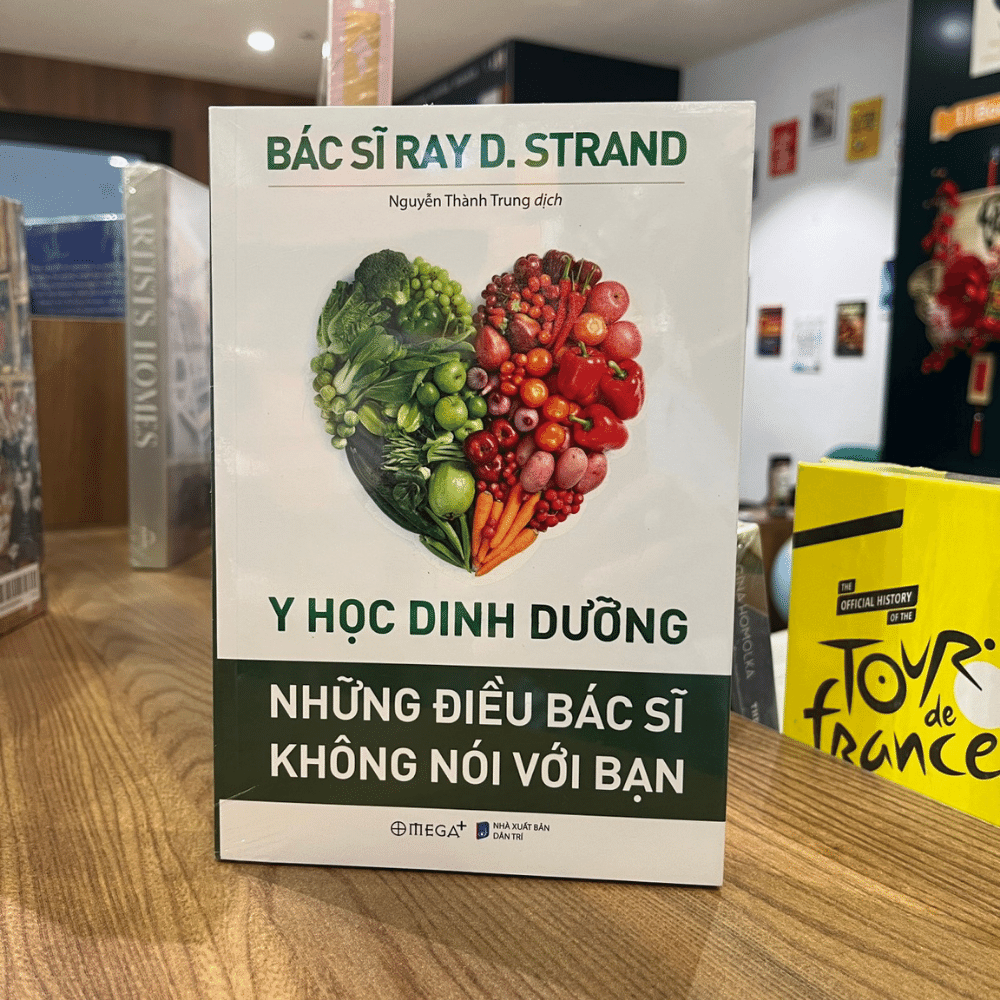 BÁC SĨ RAY D. STRAND
Nguyễn Thành Trung dịch
Y HỌC DINH DƯỠNG
NHỮNG ĐIỀU BÁC SĨ
KHÔNG NÓI VỚI BẠN
OMEGA+
NHÀ XUẤT BẢN
DÂN TRÍ
ARTISTS' HOMES
THE
OFFICIAL HISTORY
OF THE
TOUR
de
france